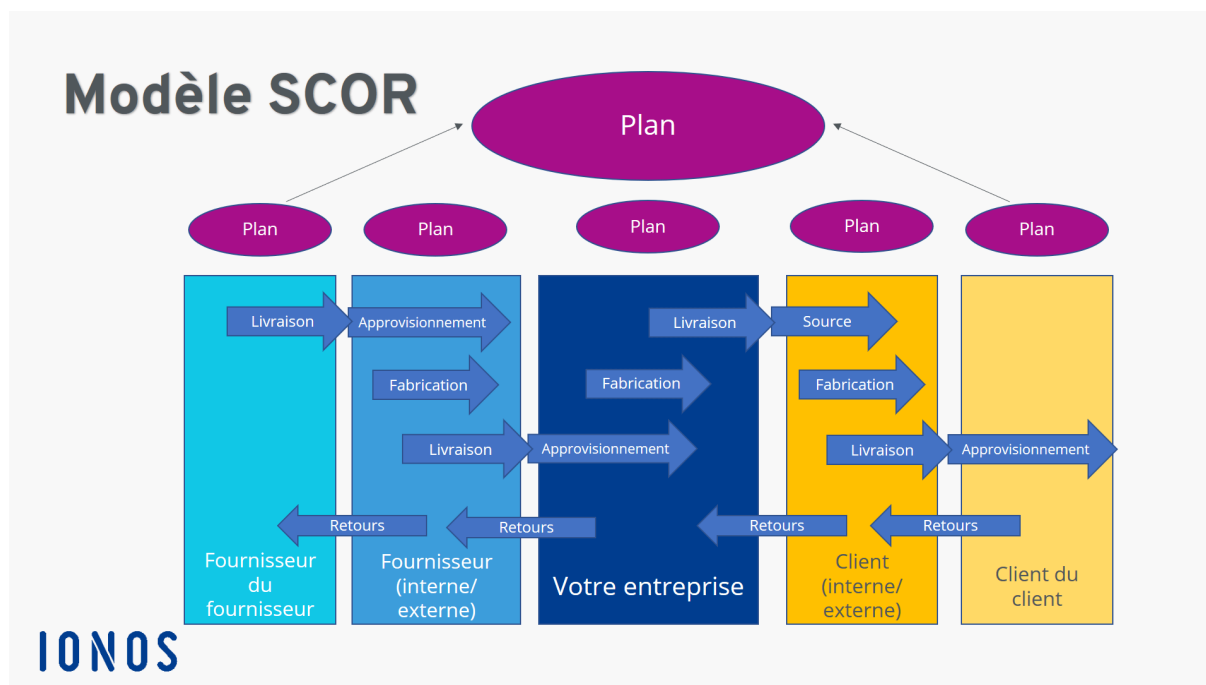 Modèle SCOR
Plan
Plan
Plan
Plan
Plan
Plan
Livraison
Approvisionnement
Livraison
Source
Fabrication
Fabrication
Fabrication
Livraison
Approvisionnement
Livraison
Approvisionnement
Retours
Retours
Retours
Retours
Fournisseur
du
fournisseur
Fournisseur
(interne/
externe)
Votre entreprise
Client
(interne/
externe)
Client du
client
IONOS